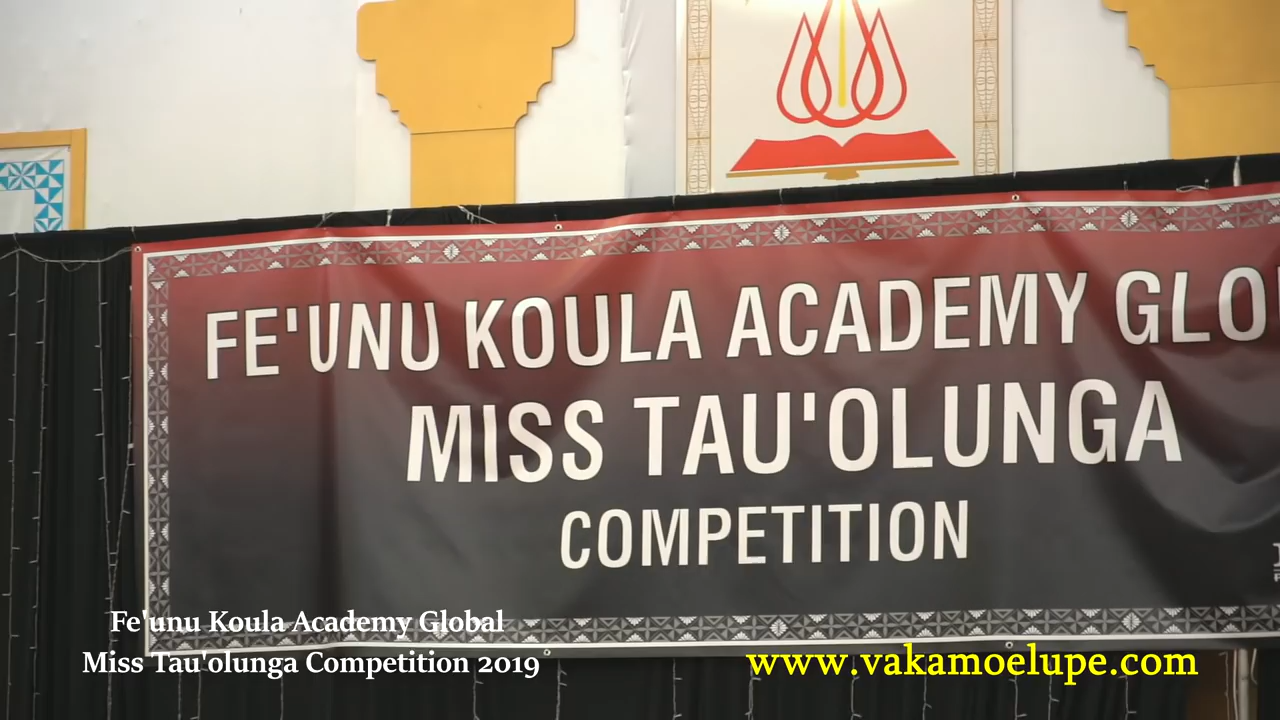 FE'UNU KOULA ACADEMY GLO
MISS TAU'OLUNGA
COMPETITION
Fe'unu Koula Academy Global
Miss Tau'olunga Competition 2019
www.vakamoelupe.com